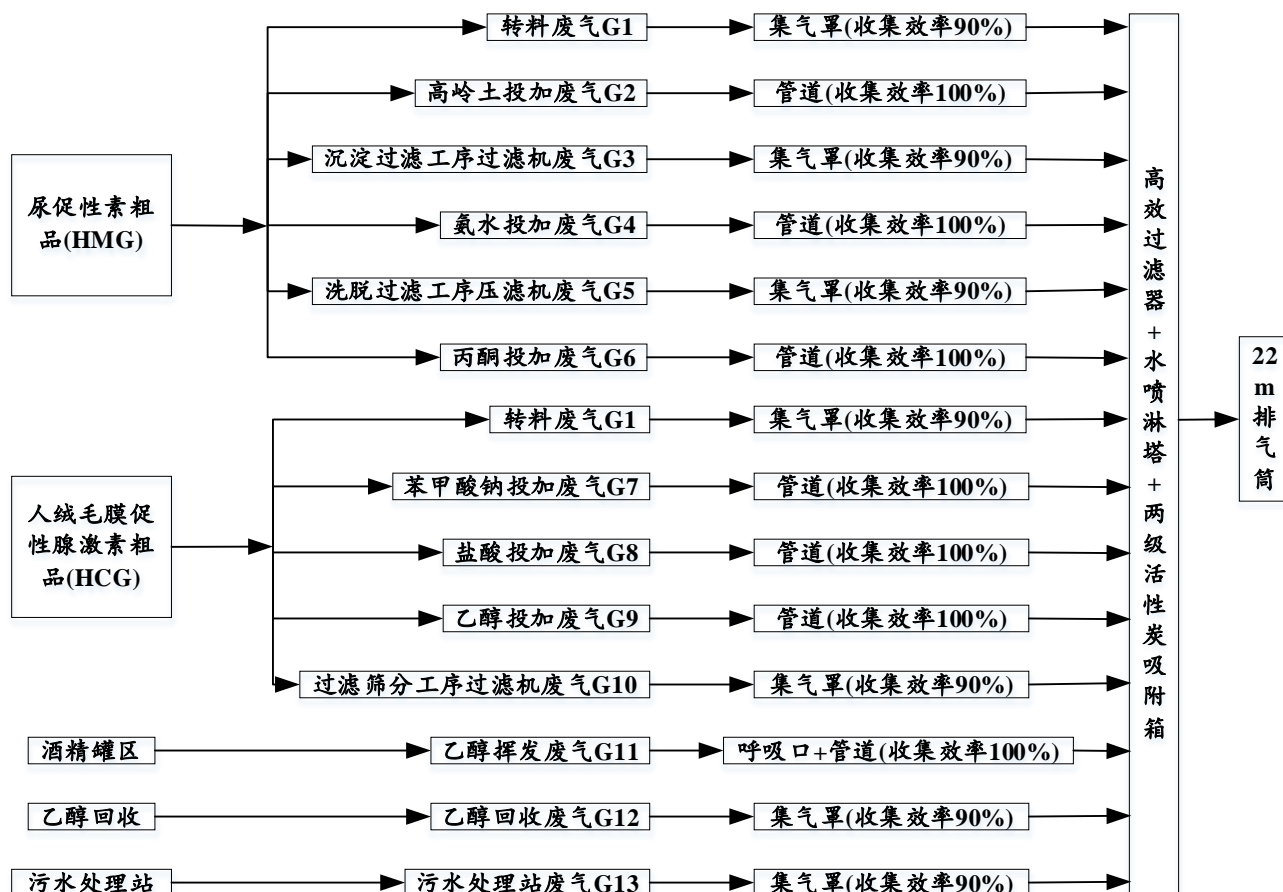 转料废气G1
集气罩(收集效率90%)
高岭土投加废气G2
管道(收集效率100%)
沉淀过滤工序过滤机废气G3
集气罩(收集效率90%)
尿促性素粗
品(HMG)
氨水投加废气G4
管道(收集效率100%)
洗脱过滤工序压滤机废气G5
集气罩(收集效率90%)
丙酮投加废气G6
管道(收集效率100%)
转料废气G1
集气罩(收集效率90%)
苯甲酸钠投加废气G7
管道(收集效率100%)
人绒毛膜促
性腺激素粗
品(HCG)
盐酸投加废气G8
管道(收集效率100%)
乙醇投加废气G9
管道(收集效率100%)
过滤筛分工序过滤机废气G10
集气罩(收集效率90%)
酒精罐区
乙醇挥发废气G11
呼吸口+管道(收集效率100%)
乙醇回收
乙醇回收废气G12
集气罩(收集效率90%)
污水处理站
污水处理站废气G13
集气罩(收集效率90%)
高效过滤器+水喷淋塔+两级活性炭吸附箱
22
m
排
气
筒